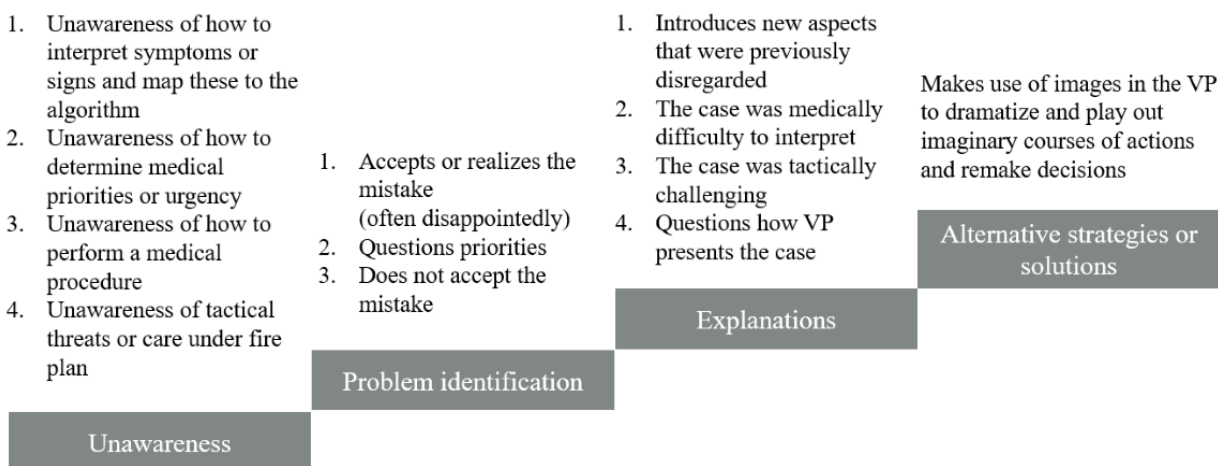 1. Unawareness of how to
interpret symptoms or
signs and map these to the
algorithm
2. Unawareness of how to
determine medical
priorities or urgency
3. Unawareness of how to
perform a medical
procedure
4. Unawareness of tactical
threats or care under fire
plan
Unawareness
1. Accepts or realizes the
mistake
(often disappointedly)
2. Questions priorities
3. Does not accept the
mistake
Problem identification
1. Introduces new aspects
that were previously
disregarded
2. The case was medically
difficulty to interpret
3. The case was tactically
challenging
4. Questions how VP
presents the case
Explanations
Makes use of images in the VP
to dramatize and play out
imaginary courses of actions
and remake decisions
Alternative strategies or
solutions